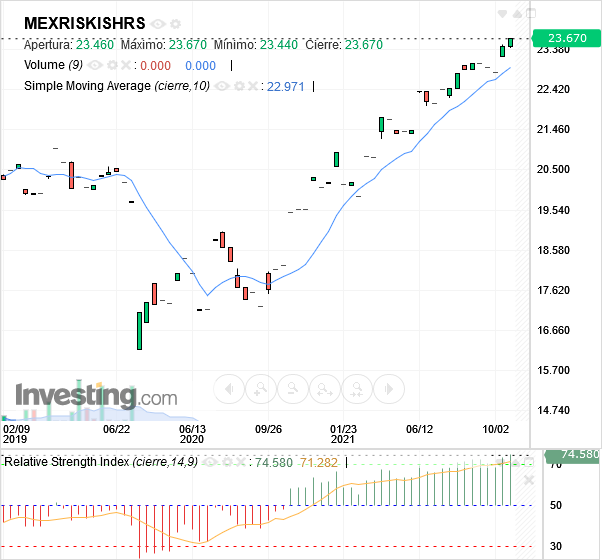 MEXRISKISHRS
Apertura: 23.460 Máximo: 23.670 Mínimo: 23.440 Cierre: 23.670
23.670
23.380
Volume (9) : 0.000 0.000 |
Simple Moving Average (cierre,10) : 22.971 |
22.420
21.460
20.500
19.540
18.580
17.620
16.660
15.700
14.740
Investing.com
02/09 06/22 06/13 09/26 01/23 06/12 10/02
2019 2020 2021
Relative Strength Index (cierre,14,9) : 74.580 71.282 |
74.580
70
50
30